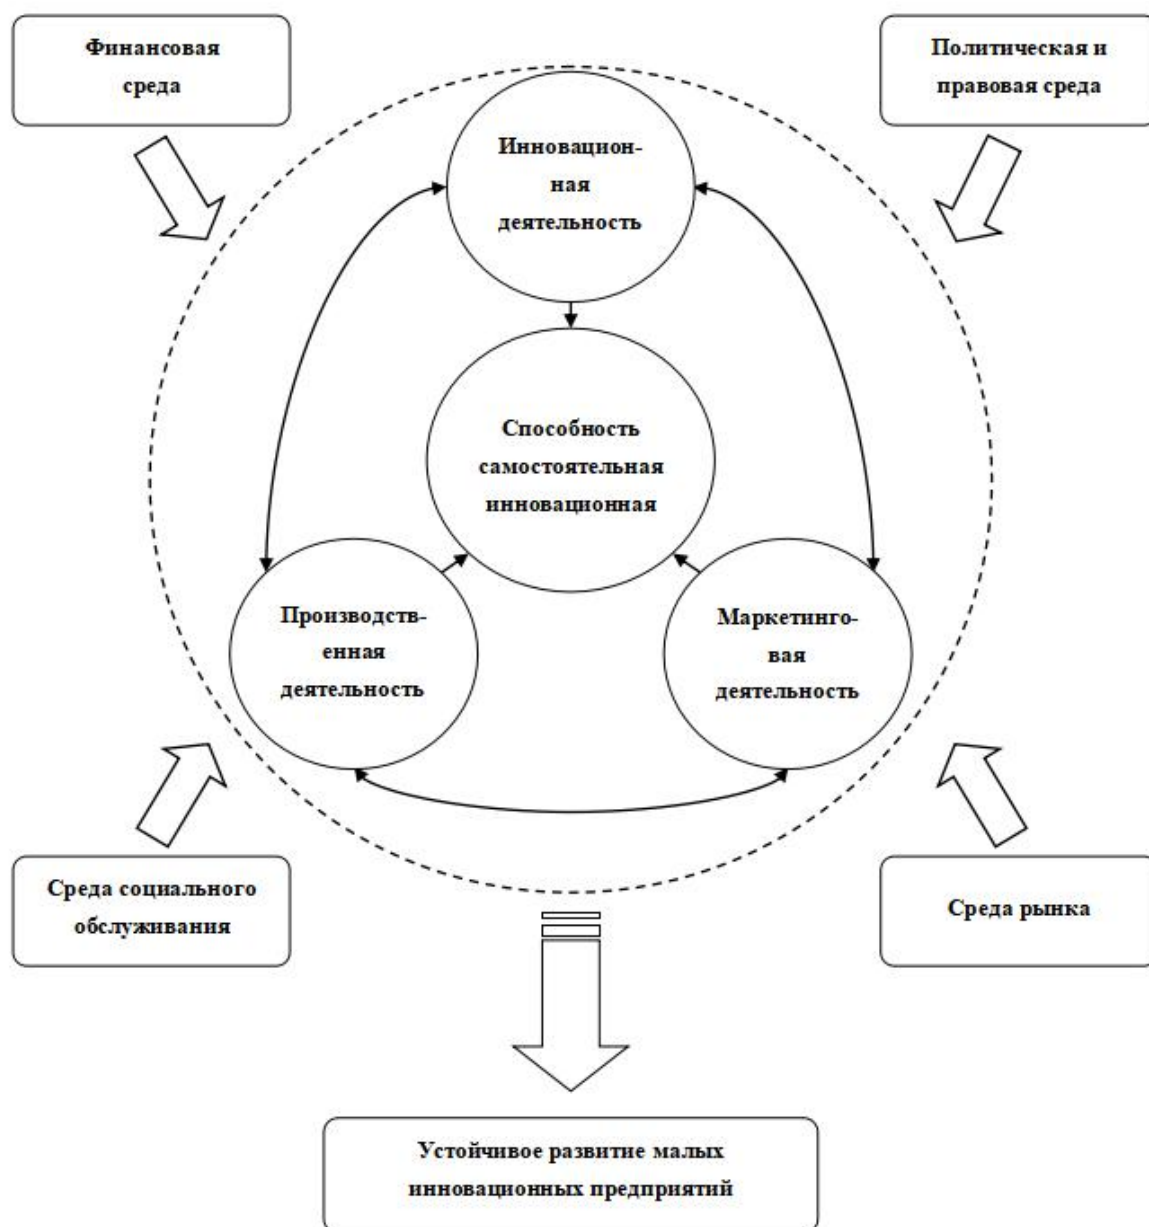 Финансовая
среда
Политическая и
правовая среда
Инновацион-
ная
деятельность
Способность
самостоятельная
инновационная
Производств-
енная
деятельность
Маркетинго-
вая
деятельность
Среда социального
обслуживания
Среда рынка
Устойчивое развитие малых
инновационных предприятий